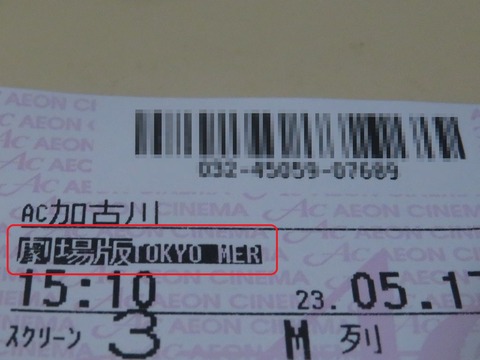 AEON CINEMA
032-45059-07689
AC加古川
劇場版TOKYO MER
15:10 23.05.17
スクリーン 3 M 列